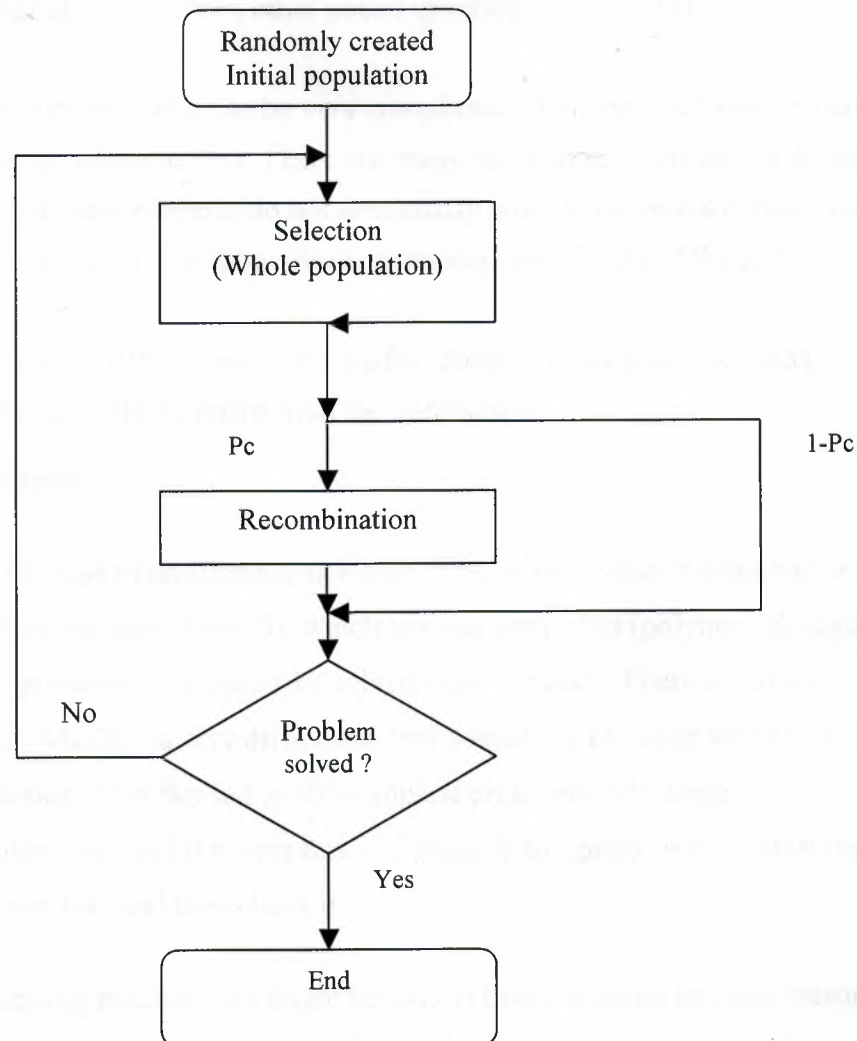 Randomly created
Initial population
Selection
(Whole population)
Pc
1-Pc
Recombination
No
Problem
solved ?
Yes
End